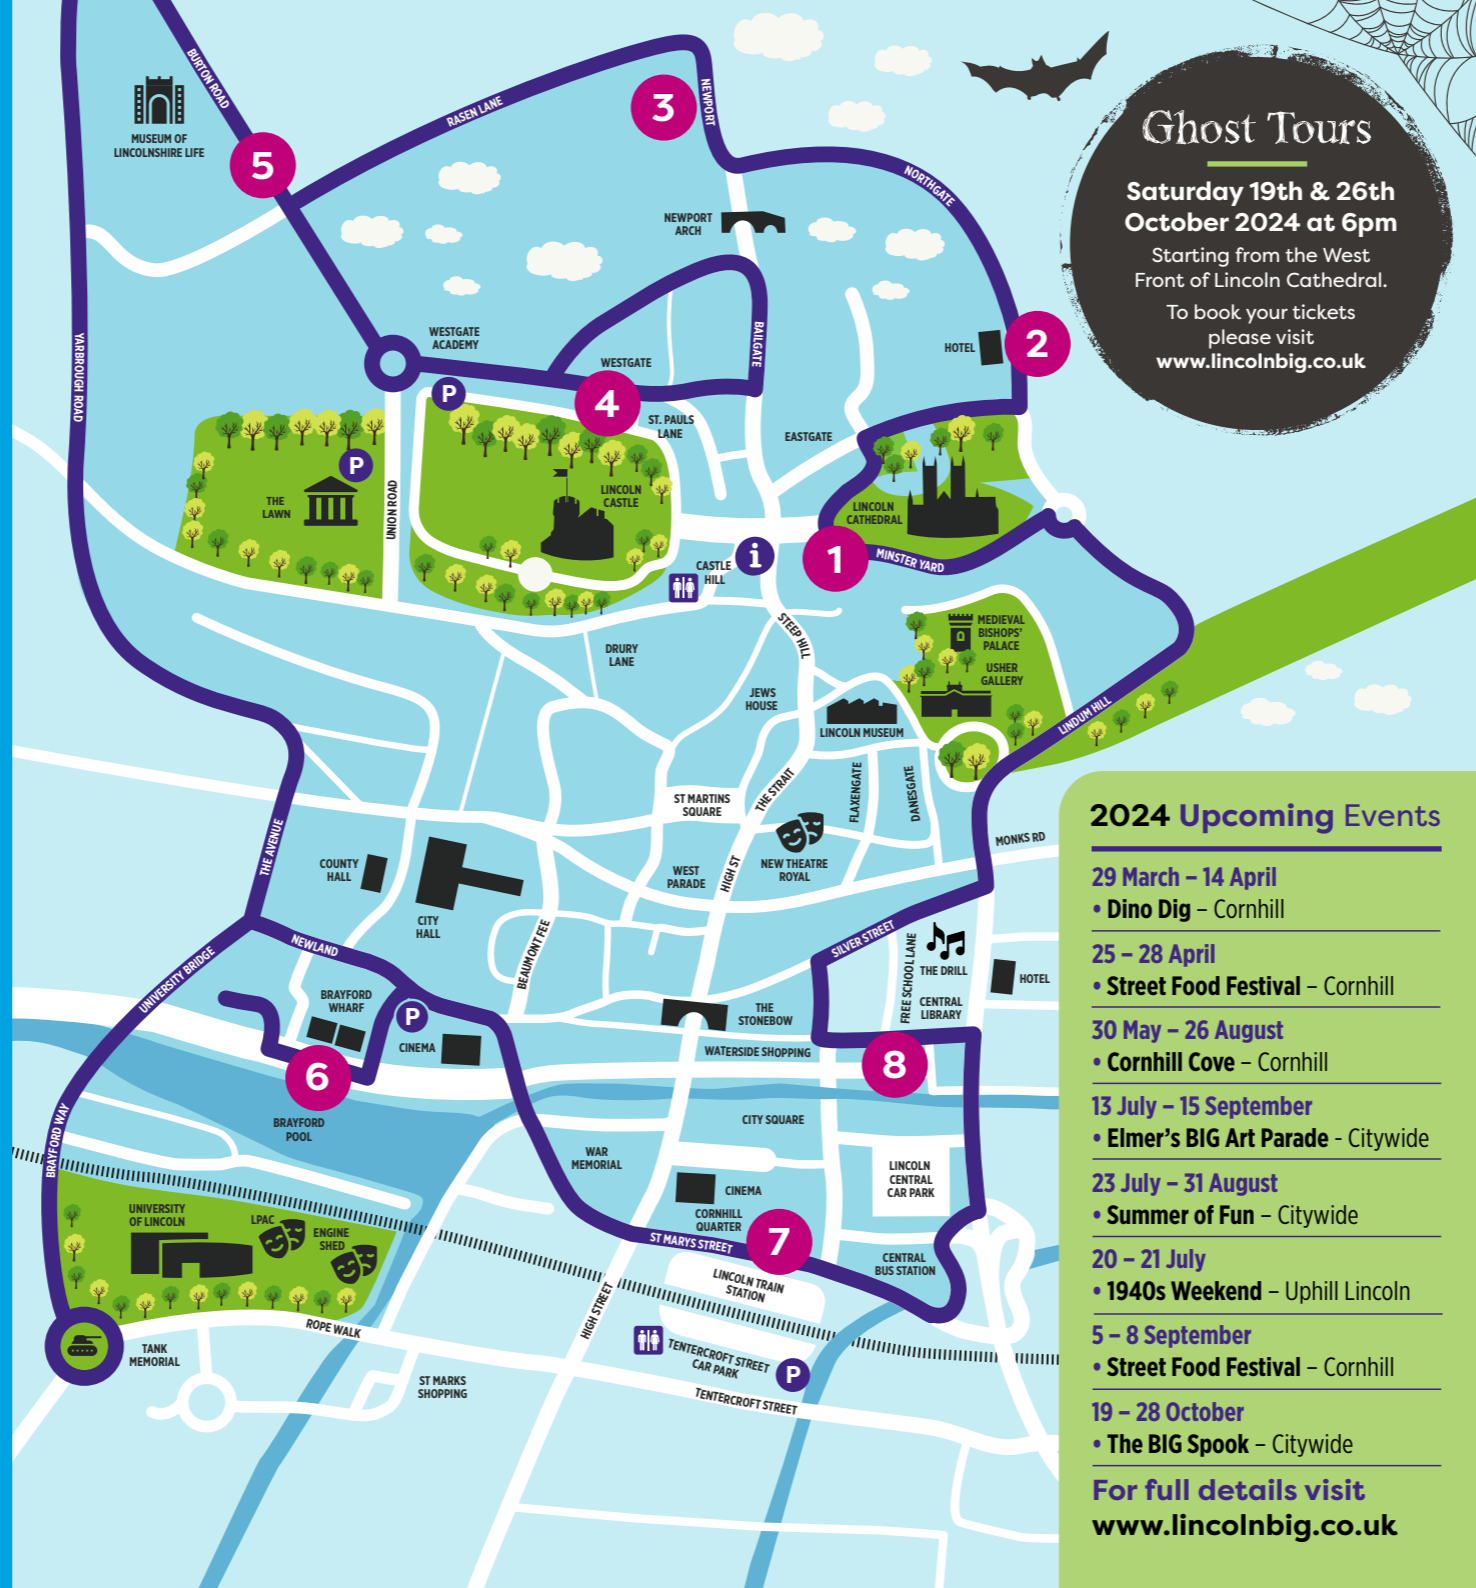 BURTON ROAD
MUSEUM OF
LINCOLNSHIRE LIFE
5
RASEN LANE
3
NEWPORT
NORTHGATE
NEWPORT
ARCH
Ghost Tours
Saturday 19th & 26th
October 2024 at 6pm
Starting from the West
Front of Lincoln Cathedral.
To book your tickets
please visit
www.lincolnbig.co.uk
YARBROUGH ROAD
WESTGATE
ACADEMY
WESTGATE
BAILGATE
HOTEL
2
P
4
ST. PAULS
LANE
EASTGATE
P
THE
LAWN
UNION ROAD
LINCOLN
CASTLE
LINCOLN
CATHEDRAL
1
MINSTER YARD
i
CASTLE
HILL
STEEP HILL
DRURY
LANE
MEDIEVAL
BISHOPS'
PALACE
USHER
GALLERY
JEWS
HOUSE
LINCOLN MUSEUM
LINDUM HILL
THE STRAIT
FLAXENGATE
DANESGATE
ST MARTINS
SQUARE
THE AVENUE
COUNTY
HALL
CITY
HALL
WEST
PARADE
HIGH ST
NEW THEATRE
ROYAL
MONKS RD
BEAUMONT FEE
SILVER STREET
FREE SCHOOL LANE
THE DRILL
CENTRAL
LIBRARY
HOTEL
UNIVERSITY BRIDGE
NEWLAND
BRAYFORD
WHARF
P
CINEMA
THE
STONEBOW
WATERSIDE SHOPPING
6
8
BRAYFORD WAY
BRAYFORD
POOL
CITY SQUARE
WAR
MEMORIAL
LINCOLN
CENTRAL
CAR PARK
CINEMA
CORNHILL
QUARTER
UNIVERSITY
OF LINCOLN
LPAC
ENGINE
SHED
ST MARYS STREET
7
CENTRAL
BUS STATION
LINCOLN TRAIN
STATION
HIGH STREET
ROPE WALK
TANK
MEMORIAL
TENTERCROFT STREET
CAR PARK
P
ST MARKS
SHOPPING
TENTERCROFT STREET
2024 Upcoming Events
29 March – 14 April
• Dino Dig – Cornhill
25 – 28 April
• Street Food Festival – Cornhill
30 May – 26 August
• Cornhill Cove – Cornhill
13 July – 15 September
• Elmer’s BIG Art Parade - Citywide
23 July – 31 August
• Summer of Fun – Citywide
20 – 21 July
• 1940s Weekend – Uphill Lincoln
5 – 8 September
• Street Food Festival – Cornhill
19 – 28 October
• The BIG Spook – Citywide
For full details visit
www.lincolnbig.co.uk